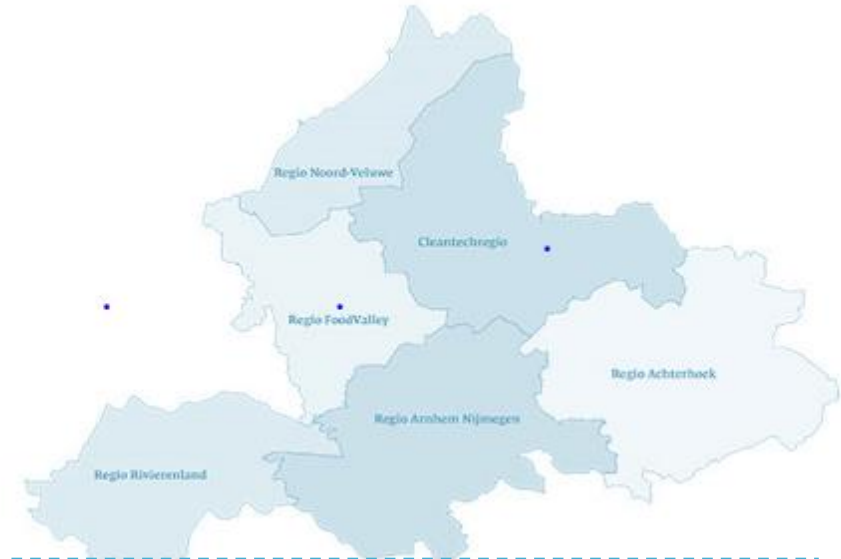 Regio Noord-Veluwe
Cleantechregio
Regio FoodValley
Regio Achterhoek
Regio Arnhem Nijmegen
Regio Rivierenland